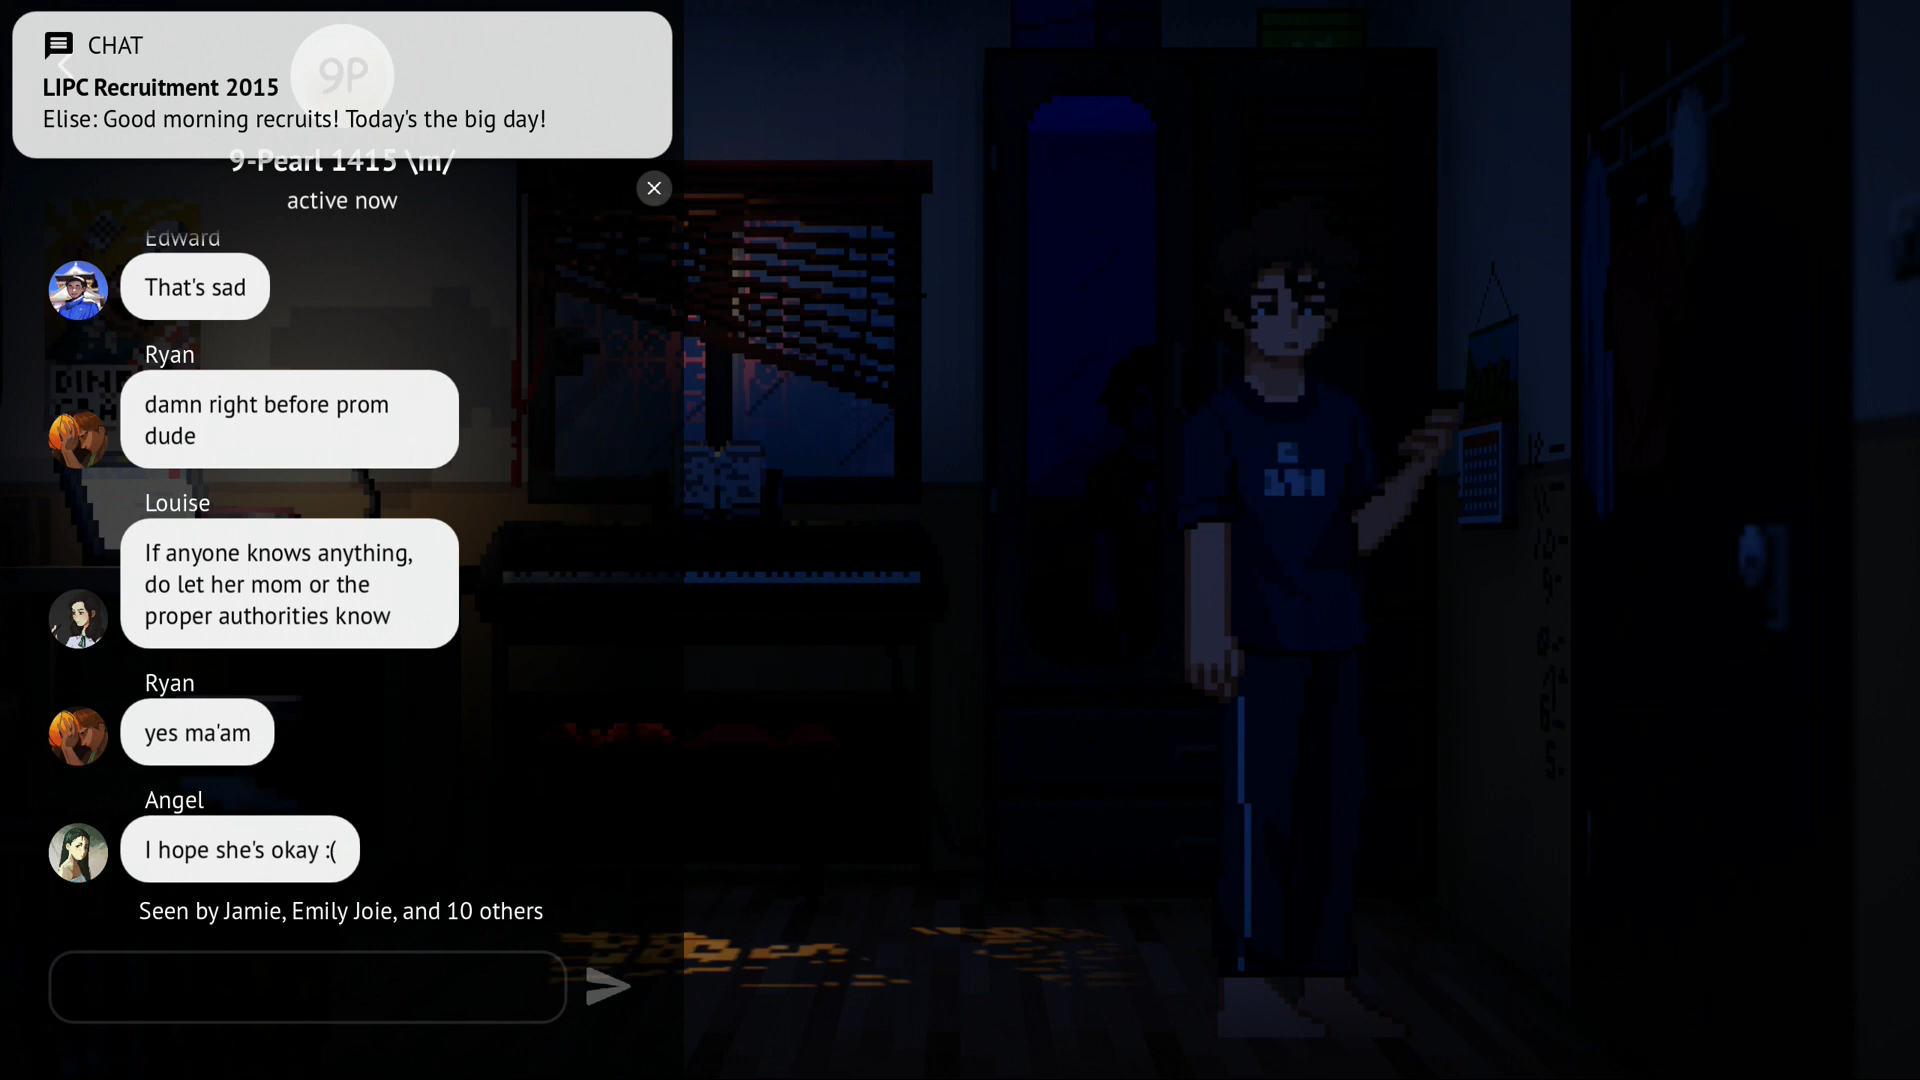 CHAT
LIPC Recruitment 2015
Elise: Good morning recruits! Today's the big day!
9P
9-Pearl 1415 \m/
active now
Edward
That's sad
Ryan
damn right before prom
dude
Louise
If anyone knows anything,
do let her mom or the
proper authorities know
Ryan
yes ma'am
Angel
I hope she's okay :(
Seen by Jamie, Emily Joie, and 10 others